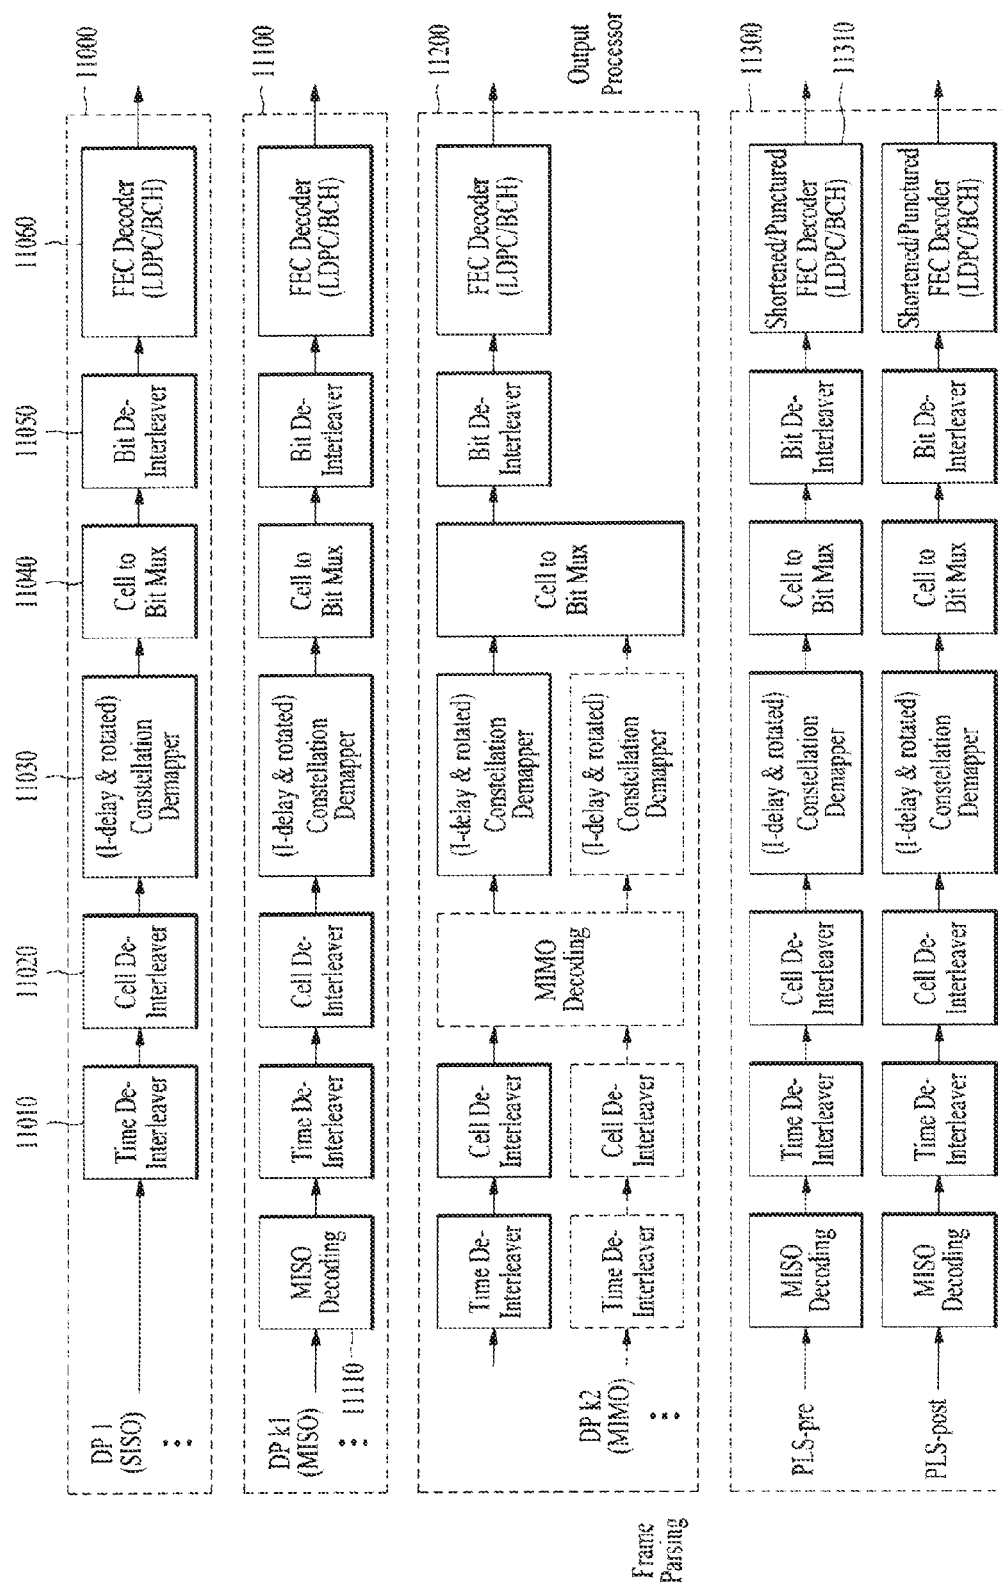 11010
11020
11030
11040
11050
11060
11000
DP 1
(SISO)
Time De-
Interleaver
Cell De-
interleaver
(I-delay & rotated)
Constellation
Demapper
Cell to
Bit Mux
Bit De-
Interleaver
FEC Decoder
(LDPC/BCH)
11100
DP k1
(MISO)
11110
MISO
Decoding
Time De-
Interleaver
Cell De-
Interleaver
(I-delay & rotated)
Constellation
Demapper
Cell to
Bit Mux
Bit De-
Interleaver
FEC Decoder
(LDPC/BCH)
11200
Time De-
Interleaver
Cell De-
Interleaver
MIMO
Decoding
(I-delay & rotated)
Constellation
Demapper
Cell to
Bit Mux
Bit De-
Interleaver
FEC Decoder
(LDPC/BCH)
DP k2
(MIMO)
Time De-
Interleaver
Cell De-
Interleaver
(I-delay & rotated)
Constellation
Demapper
Frame
Parsing
Output
Processor
11300
PLS-pre
MISO
Decoding
Time De-
Interleaver
Cell De-
Interleaver
(I-delay & rotated)
Constellation
Demapper
Cell to
Bit Mux
Bit De-
Interleaver
Shortened/Punctured
FEC Decoder
(LDPC/BCH)
11310
PLS-post
MISO
Decoding
Time De-
Interleaver
Cell De-
Interleaver
(I-delay & rotated)
Constellation
Demapper
Cell to
Bit Mux
Bit De-
Interleaver
Shortened/Punctured
FEC Decoder
(LDPC/BCH)